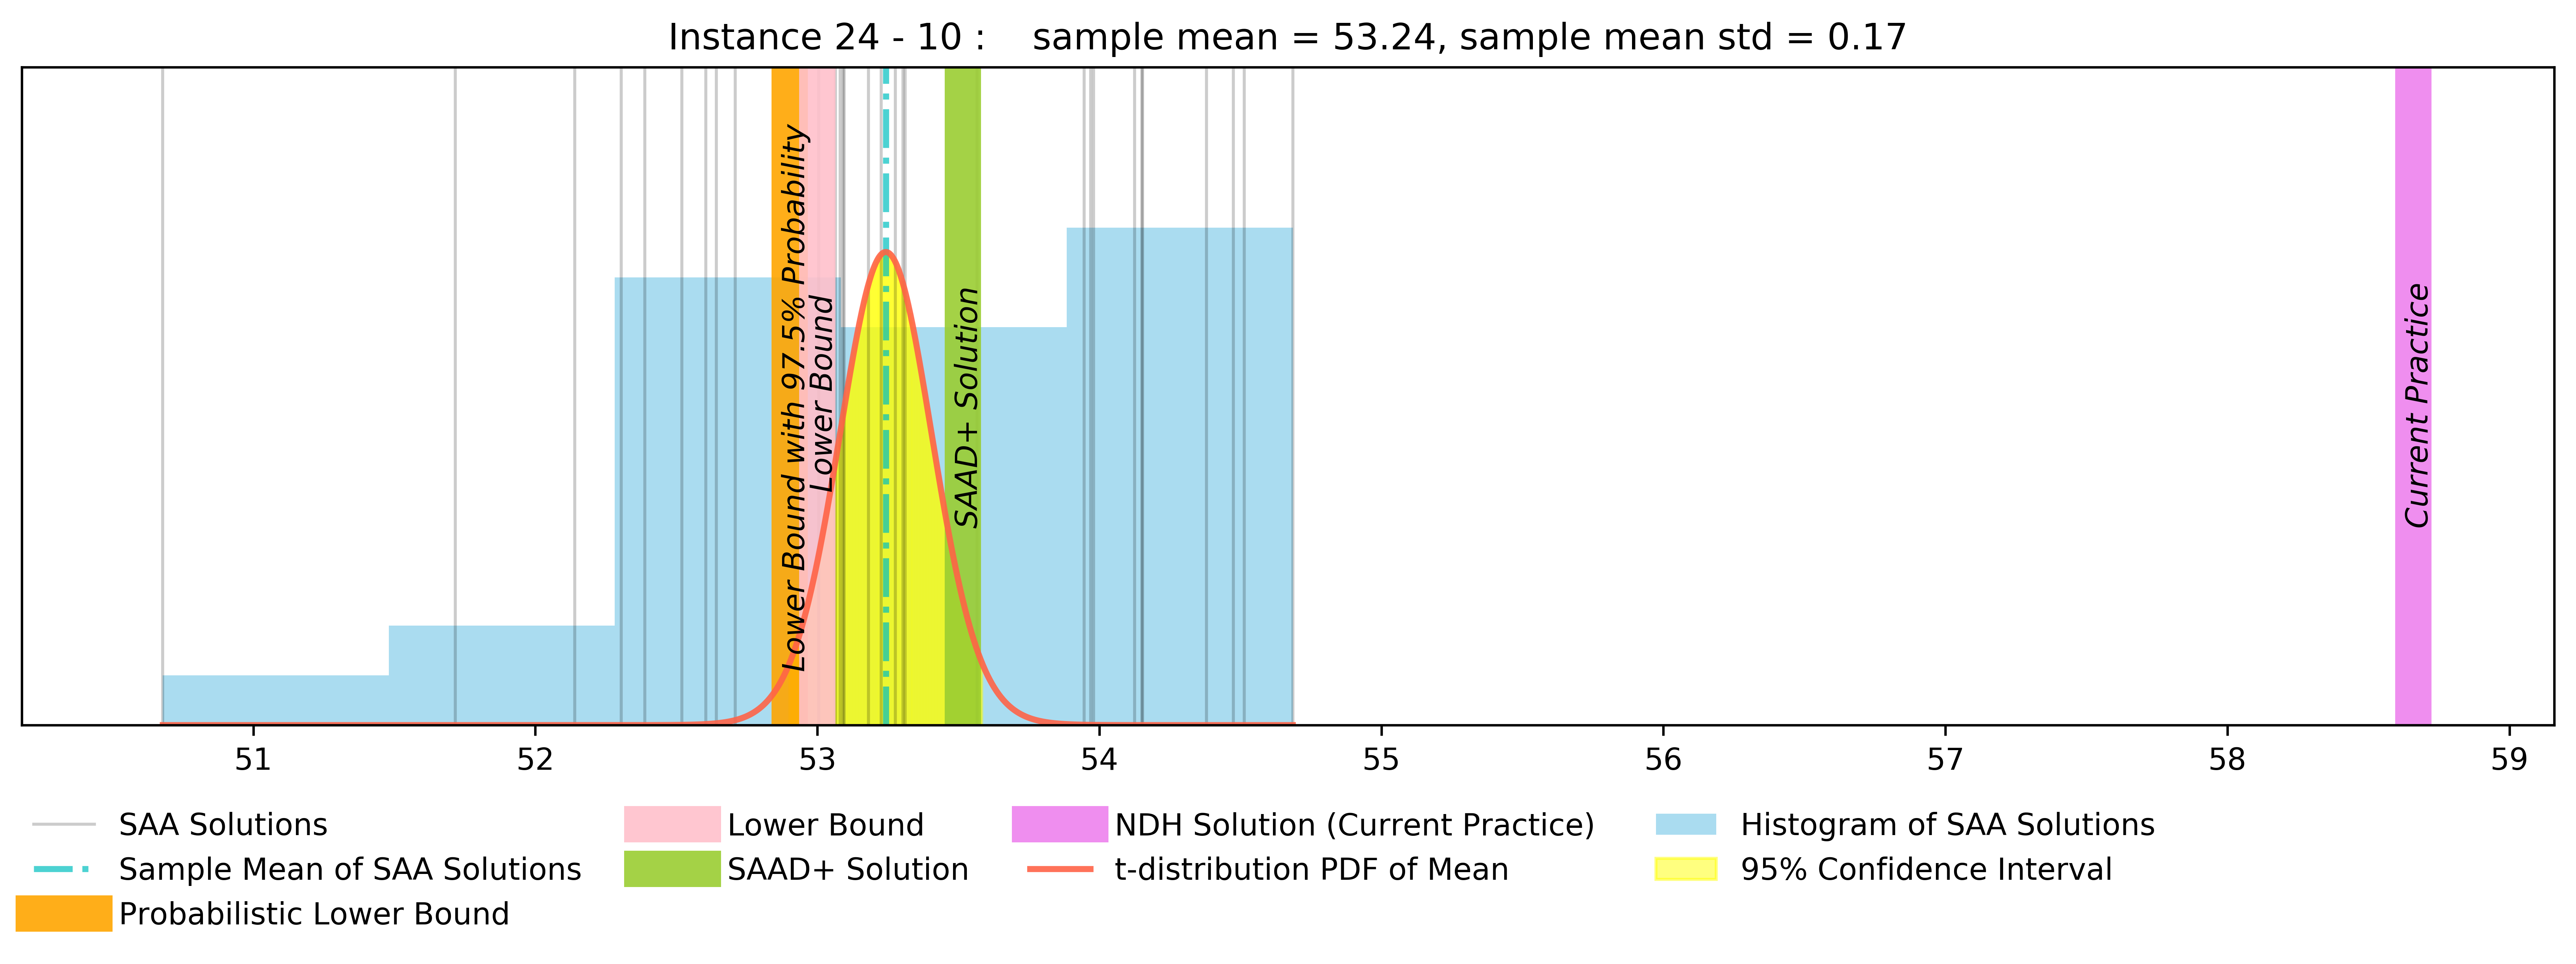 Instance 24 - 10 :    sample mean = 53.24, sample mean std = 0.17
Lower Bound with 97.5% Probability
Lower Bound
SAAD+ Solution
Current Practice
51 52 53 54 55 56 57 58 59
SAA Solutions
Sample Mean of SAA Solutions
Probabilistic Lower Bound
Lower Bound
SAAD+ Solution
NDH Solution (Current Practice)
t-distribution PDF of Mean
Histogram of SAA Solutions
95% Confidence Interval